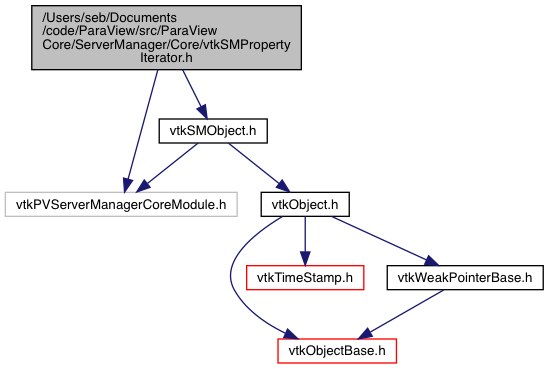 /Users/seb/Documents
/code/ParaView/src/ParaView
Core/ServerManager/Core/vtkSMProperty
Iterator.h
vtkSMObject.h
vtkPVServerManagerCoreModule.h
vtkObject.h
vtkTimeStamp.h
vtkWeakPointerBase.h
vtkObjectBase.h